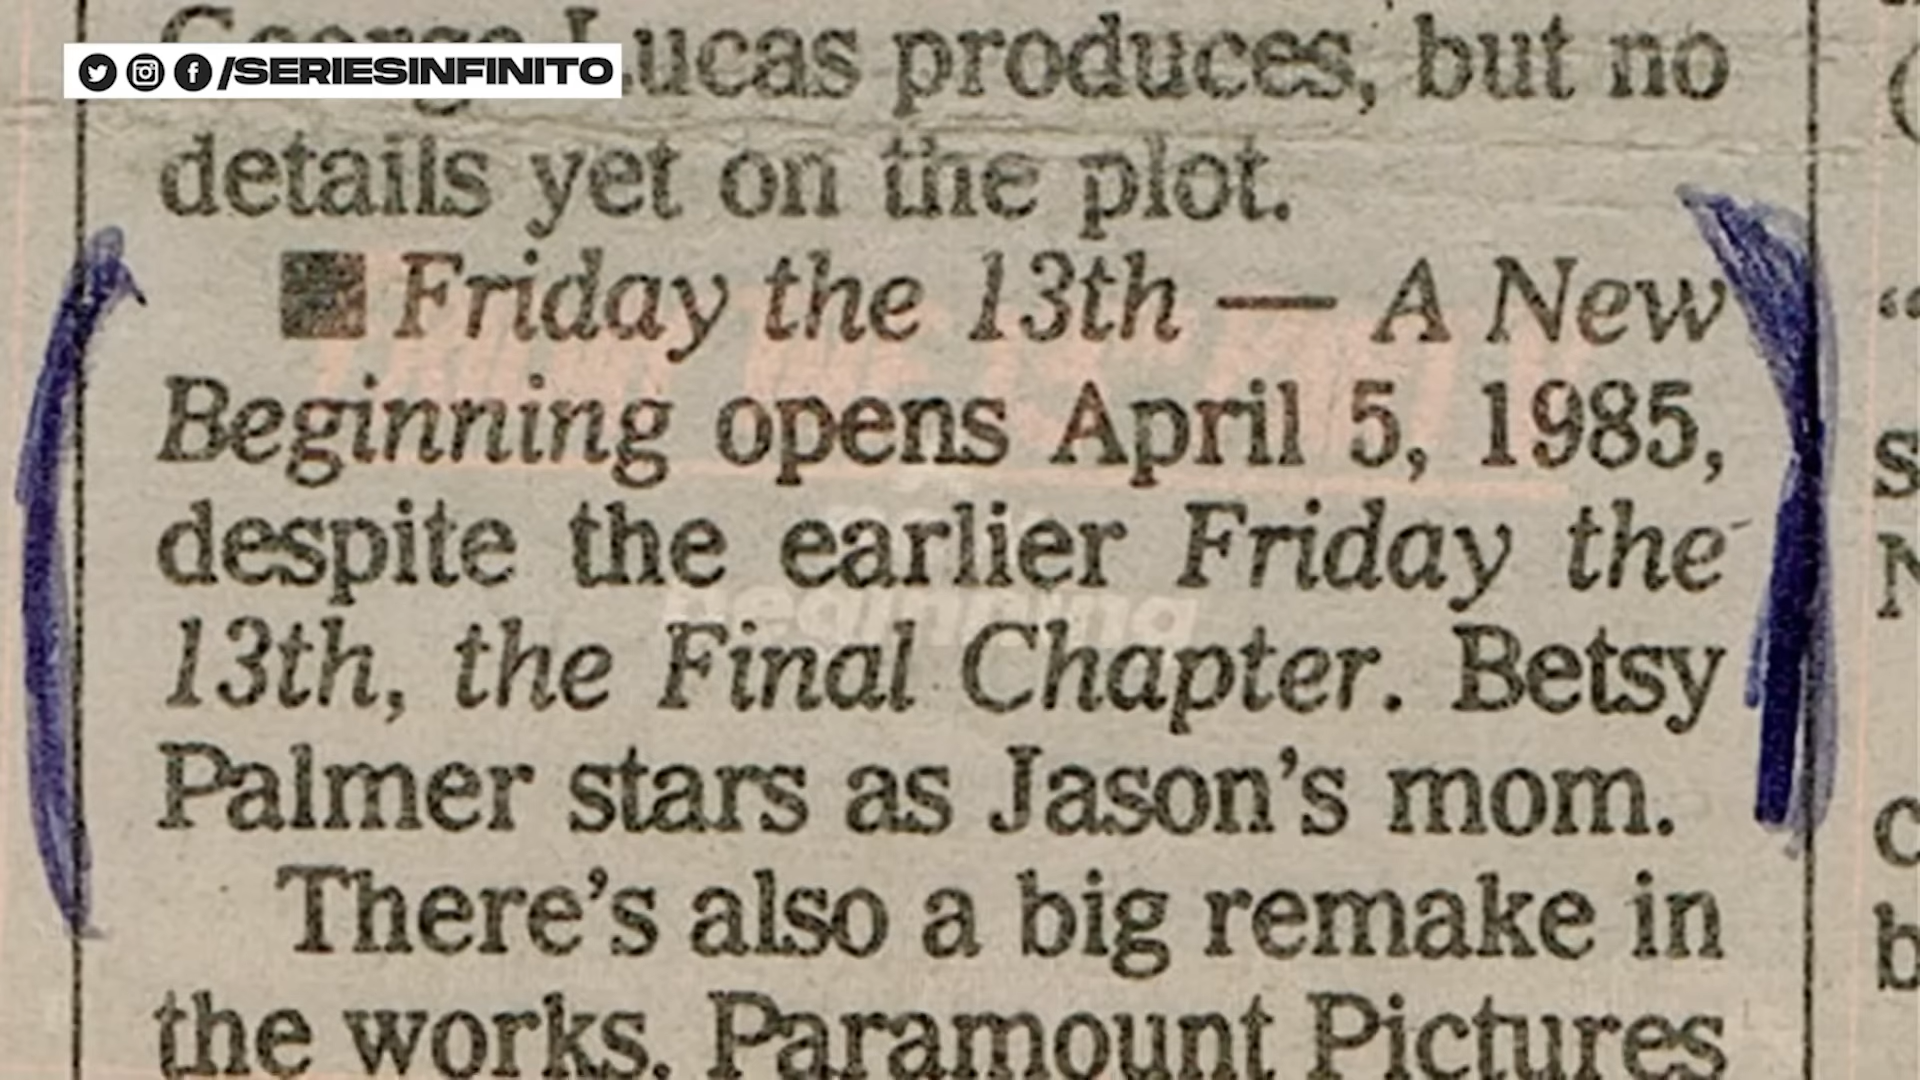 /SERIESINFINITO
George Lucas produces, but no
details yet on the plot.
■ Friday the 13th — A New
Beginning opens April 5, 1985,
despite the earlier Friday the
13th, the Final Chapter. Betsy
Palmer stars as Jason's mom.
There's also a big remake in
the works. Paramount Pictures